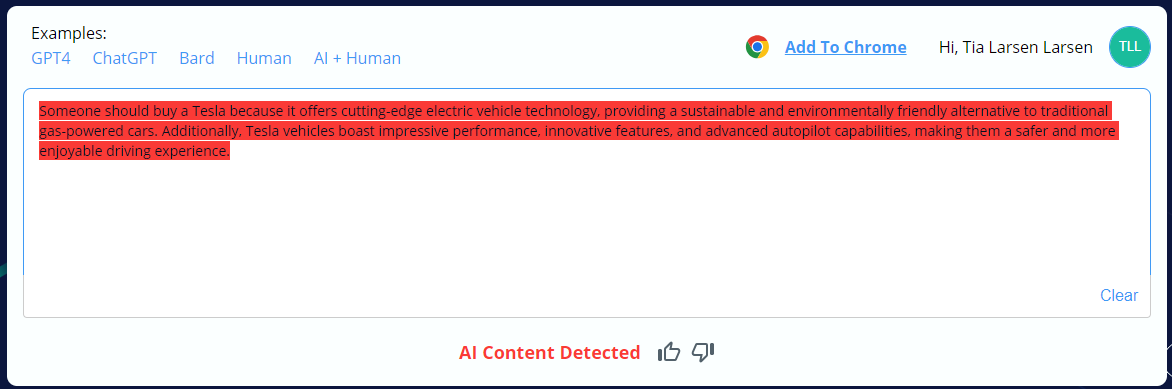 Examples:
GPT4 ChatGPT Bard Human AI + Human
Add To Chrome Hi, Tia Larsen Larsen TLL
Someone should buy a Tesla because it offers cutting-edge electric vehicle technology, providing a sustainable and environmentally friendly alternative to traditional
gas-powered cars. Additionally, Tesla vehicles boast impressive performance, innovative features, and advanced autopilot capabilities, making them a safer and more
enjoyable driving experience.
Clear
AI Content Detected